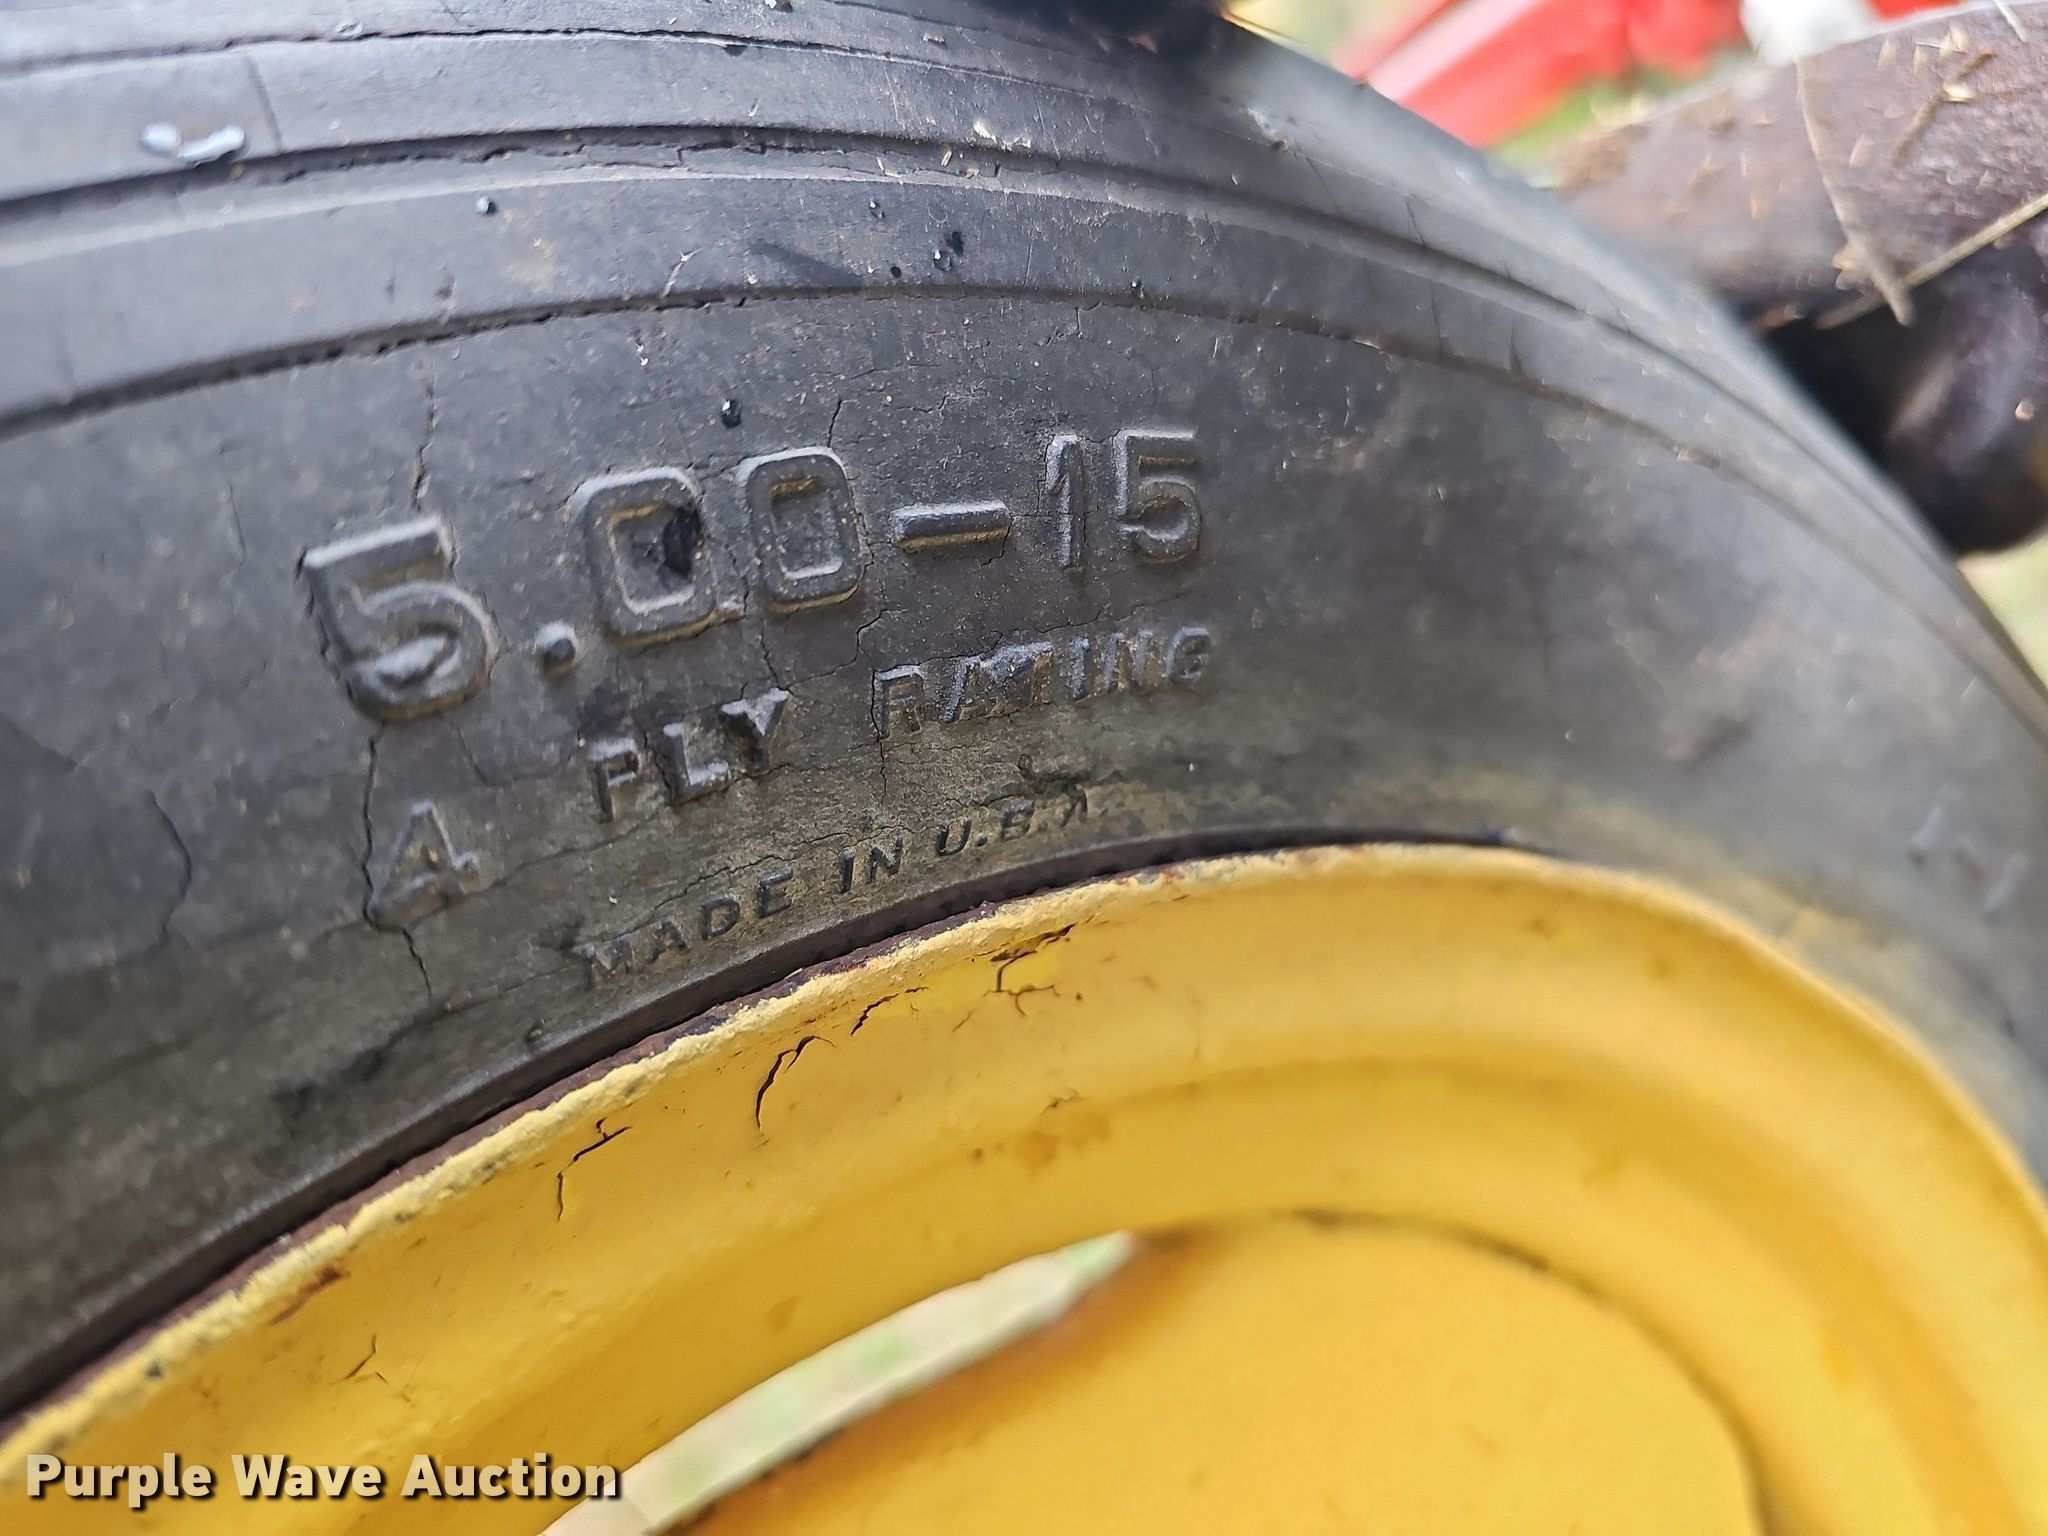 5.00-15
4 PLY RATING
MADE IN U.S.A.
Purple Wave Auction